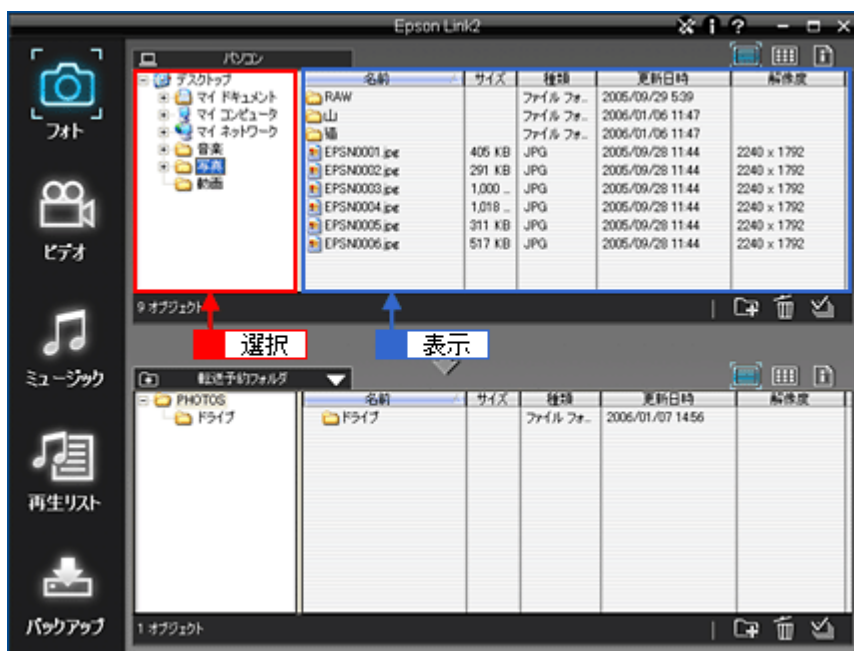 Epson Link2
フォト
ビデオ
ミュージック
再生リスト
バックアップ
パソコン
デスクトップ
マイ ドキュメント
マイ コンピュータ
マイ ネットワーク
音楽
写真
動画
名前 サイズ 種類 更新日時 解像度
RAW ファイル フォ... 2005/09/29 5:39
山 ファイル フォ... 2006/01/06 11:47
猫 ファイル フォ... 2006/01/06 11:47
EPSN0001.jpg 405 KB JPG 2005/09/28 11:44 2240 x 1792
EPSN0002.jpg 291 KB JPG 2005/09/28 11:44 2240 x 1792
EPSN0003.jpg 1,000 ... JPG 2005/09/28 11:44 2240 x 1792
EPSN0004.jpg 1,018 ... JPG 2005/09/28 11:44 2240 x 1792
EPSN0005.jpg 311 KB JPG 2005/09/28 11:44 2240 x 1792
EPSN0006.jpg 517 KB JPG 2005/09/28 11:44 2240 x 1792
9 オブジェクト
選択
表示
転送予約フォルダ
PHOTOS
ドライブ
名前 サイズ 種類 更新日時 解像度
ドライブ ファイル フォ... 2006/01/07 14:56
1 オブジェクト